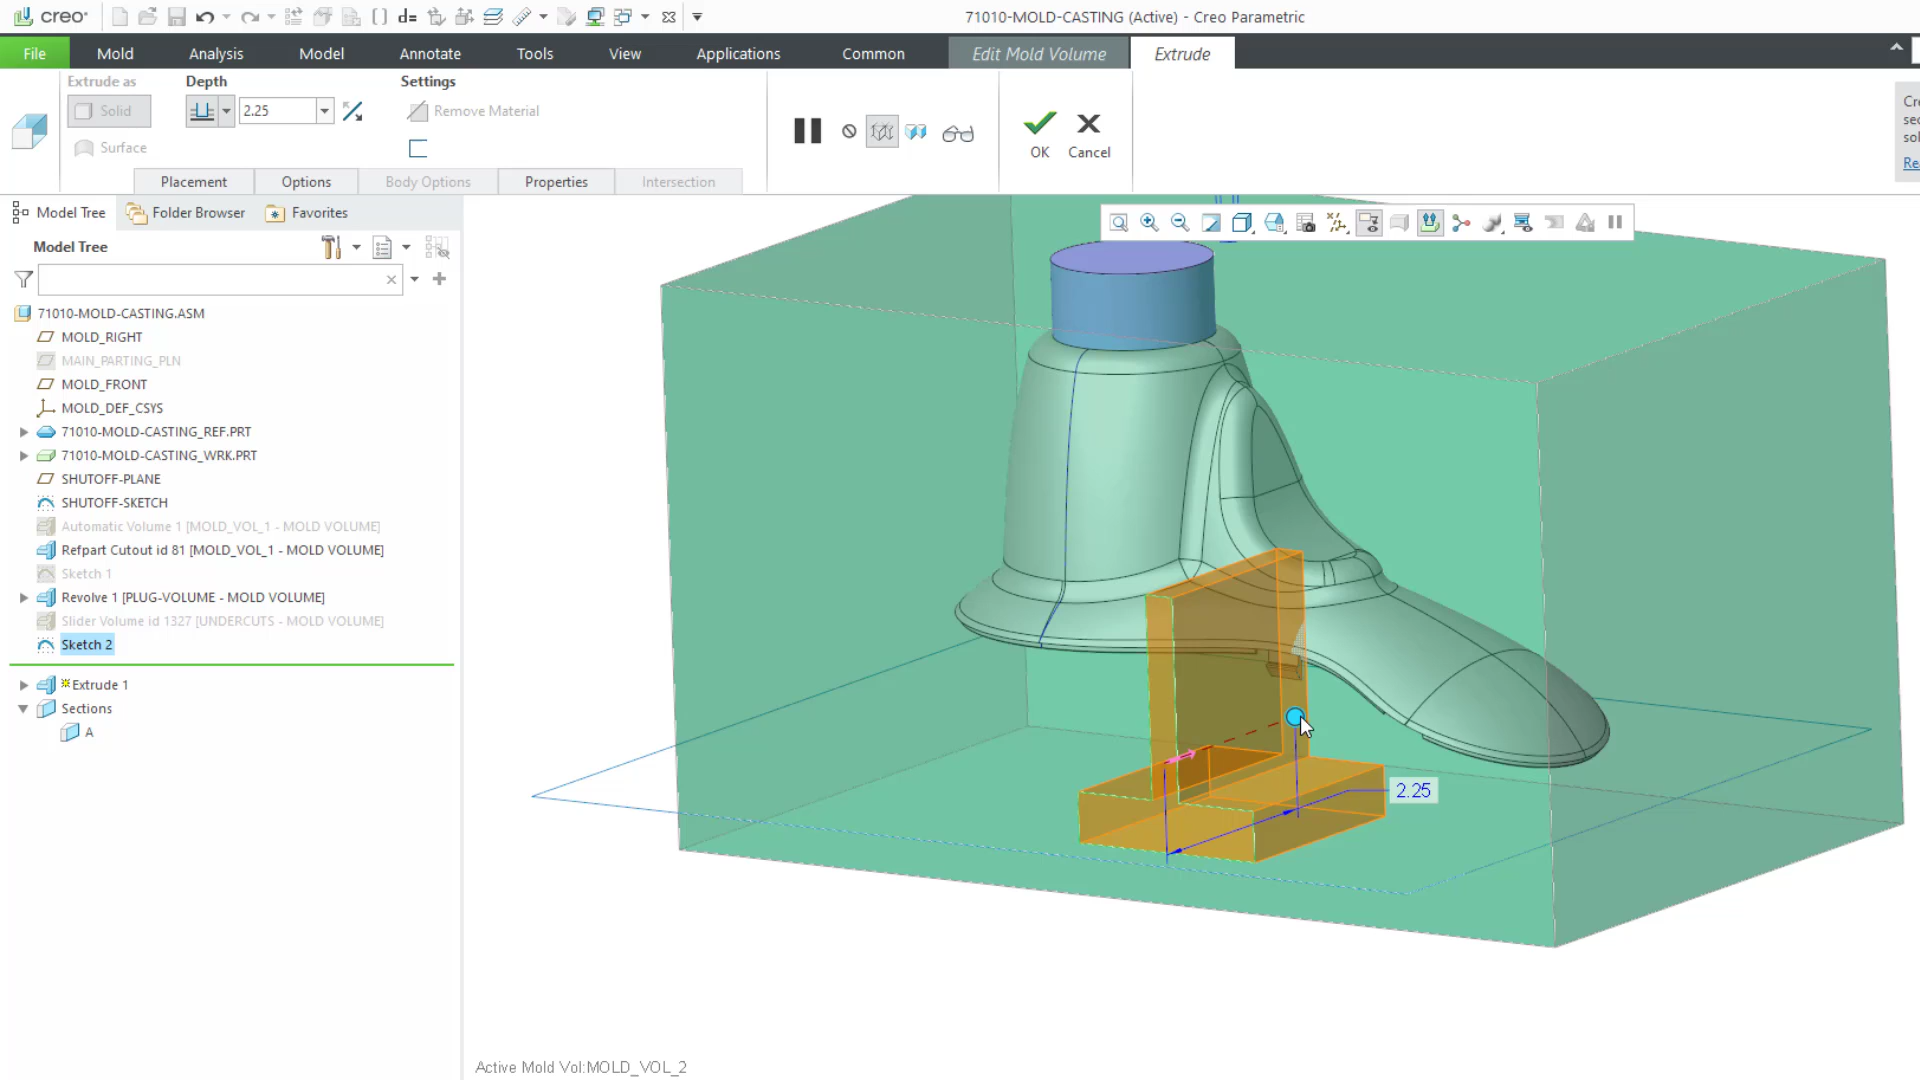 creo
71010-MOLD-CASTING (Active) - Creo Parametric
File Mold Analysis Model Annotate Tools View Applications Common Edit Mold Volume Extrude
Extrude as Depth Settings
Solid 2.25 Remove Material
Surface
OK Cancel
Placement Options Body Options Properties Intersection
Model Tree Folder Browser Favorites
Model Tree
71010-MOLD-CASTING.ASM
MOLD_RIGHT
MAIN_PARTING_PLN
MOLD_FRONT
MOLD_DEF_CSYS
71010-MOLD-CASTING_REF.PRT
71010-MOLD-CASTING_WRK.PRT
SHUTOFF-PLANE
SHUTOFF-SKETCH
Automatic Volume 1 [MOLD_VOL_1 - MOLD VOLUME]
Refpart Cutout id 81 [MOLD_VOL_1 - MOLD VOLUME]
Sketch 1
Revolve 1 [PLUG-VOLUME - MOLD VOLUME]
Slider Volume id 1327 [UNDERCUTS - MOLD VOLUME]
Sketch 2
Extrude 1
Sections
A
2.25
Active Mold Vol:MOLD_VOL_2